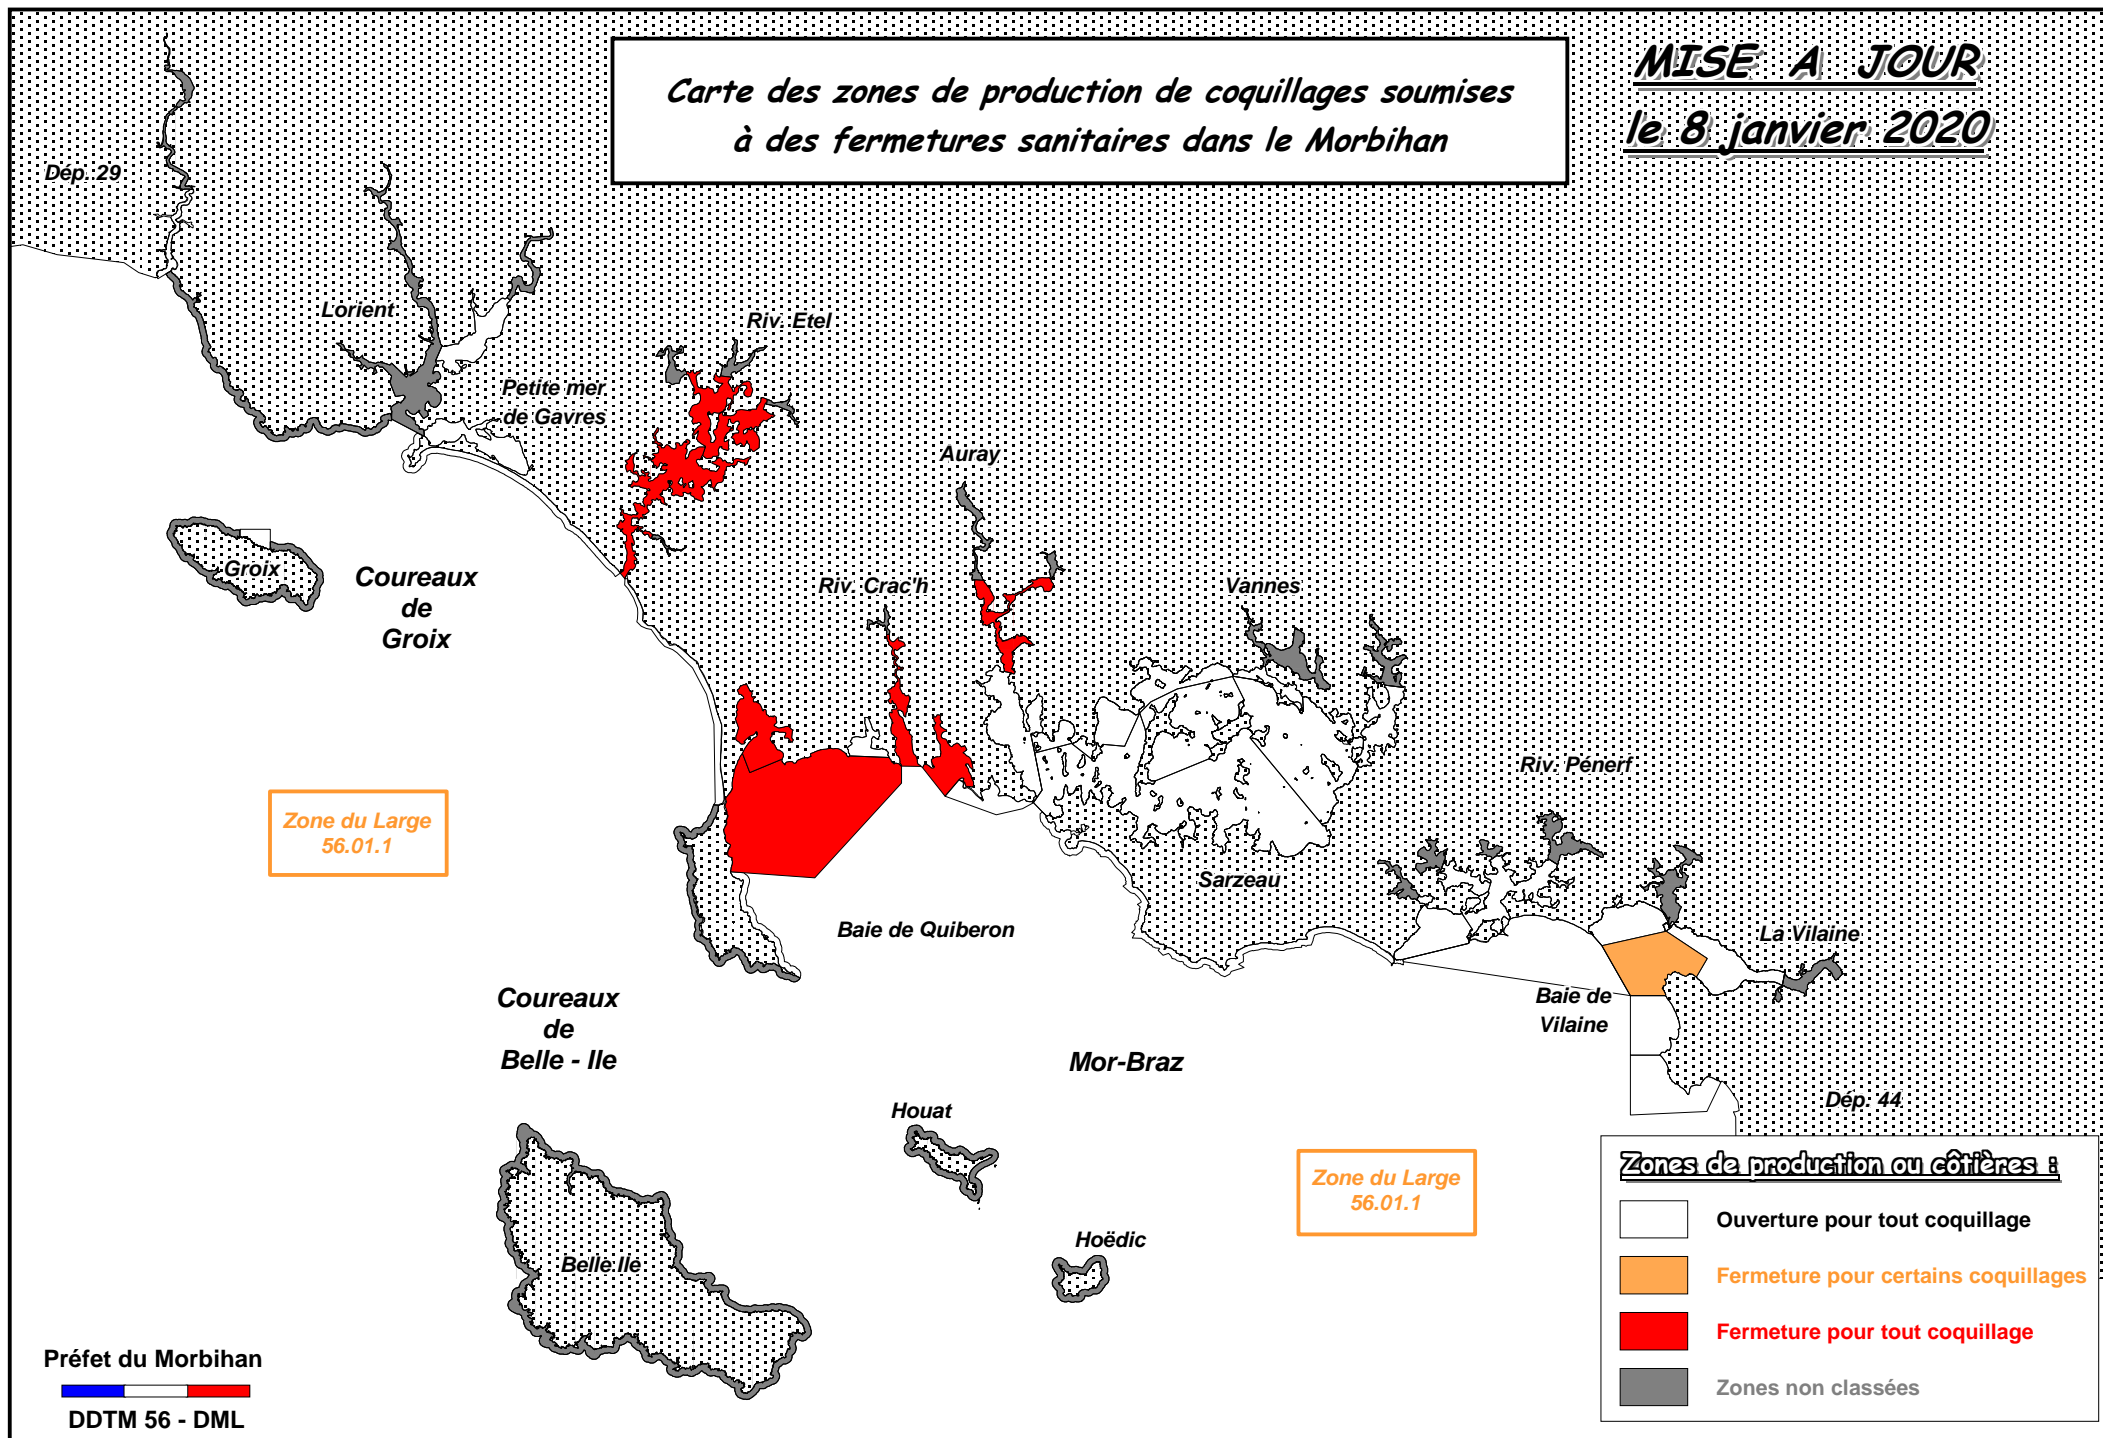 Carte des zones de production de coquillages soumises
à des fermetures sanitaires dans le Morbihan
MISE A JOUR
le 8 janvier 2020
Dép. 29
Lorient
Riv. Etel
Petite mer
de Gavres
Auray
Groix
Coureaux
de
Groix
Riv. Crac'h
Vannes
Riv. Pénerf
Zone du Large
56.01.1
Sarzeau
Baie de Quiberon
La Vilaine
Coureaux
de
Belle - Ile
Baie de
Vilaine
Mor-Braz
Houat
Dép. 44
Zone du Large
56.01.1
Hoëdic
Belle Ile
Zones de production ou côtières :
Ouverture pour tout coquillage
Fermeture pour certains coquillages
Fermeture pour tout coquillage
Zones non classées
Préfet du Morbihan
DDTM 56 - DML